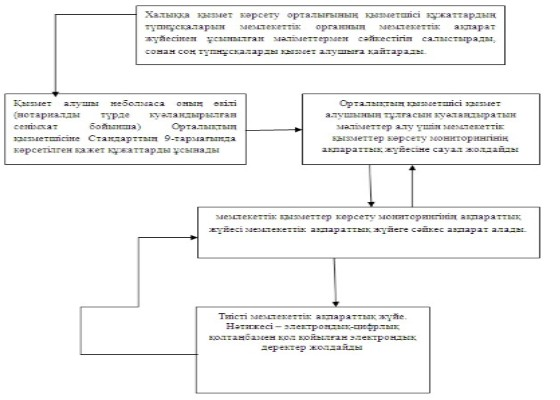 Халыққа қызмет көрсету орталығының қызметшісі құжаттардың
түпнұсқаларын мемлекеттік органның мемлекеттік ақпарат
жүйесінен ұсынылған мәліметтермен сәйкестігін салыстырады,
сонан соң түпнұсқаларды қызмет алушыға қайтарады.
Қызмет алушы неболмаса оның өкілі
(нотариалды түрде куәландырылған
сенімхат бойынша) Орталықтың
қызметшісіне Стандарттың 9-тармағында
көрсетілген қажет құжаттарды ұсынады
Орталықтың қызметшісі қызмет
алушының тұлғасын куәландыратын
мәліметтер алу үшін мемлекеттік
қызметтер көрсету мониторингінің
ақпараттық жүйесіне сауал жолдайды
мемлекеттік қызметтер көрсету мониторингінің ақпараттық
жүйесі мемлекеттік ақпараттық жүйеге сәйкес ақпарат алады.
Тиісті мемлекеттік ақпараттық жүйе.
Нәтижесі – электрондық-цифрлық
қолтанбамен қол қойылған электрондық
деректер жолдайды